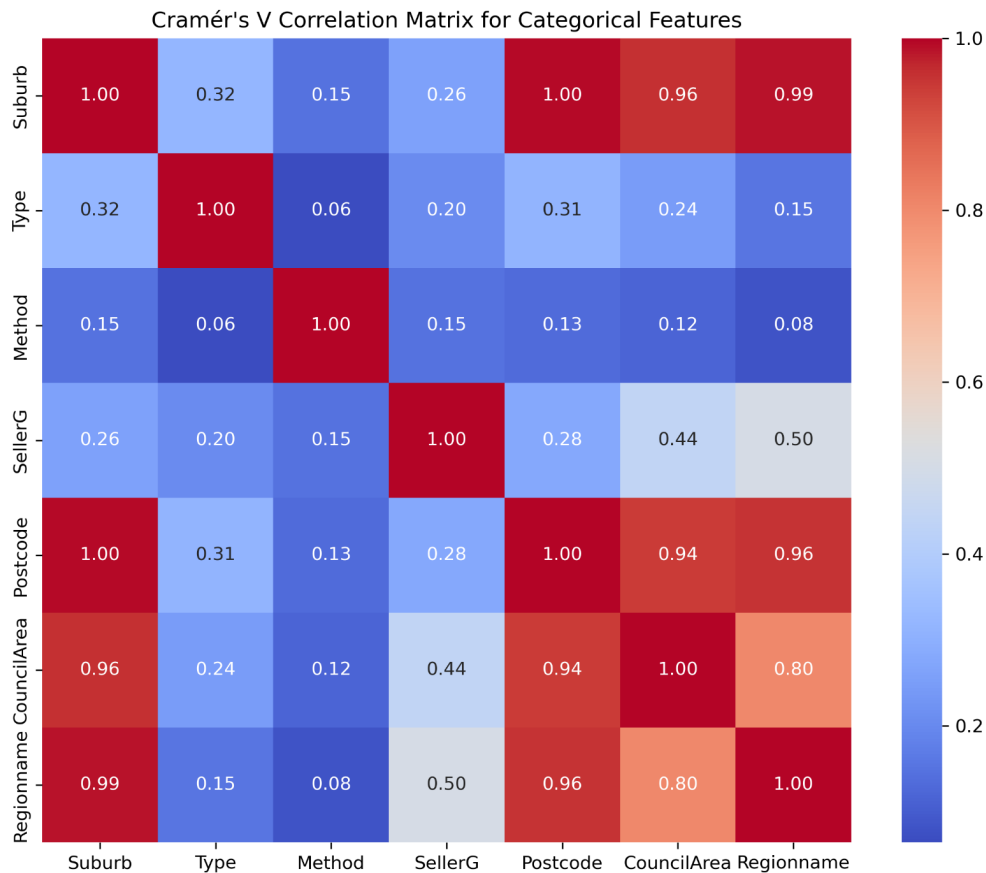 Cramér's V Correlation Matrix for Categorical Features
Suburb 1.00 0.32 0.15 0.26 1.00 0.96 0.99
Type 0.32 1.00 0.06 0.20 0.31 0.24 0.15
Method 0.15 0.06 1.00 0.15 0.13 0.12 0.08
SellerG 0.26 0.20 0.15 1.00 0.28 0.44 0.50
Postcode 1.00 0.31 0.13 0.28 1.00 0.94 0.96
CouncilArea 0.96 0.24 0.12 0.44 0.94 1.00 0.80
Regionname 0.99 0.15 0.08 0.50 0.96 0.80 1.00
Suburb Type Method SellerG Postcode CouncilArea Regionname
1.0
0.8
0.6
0.4
0.2